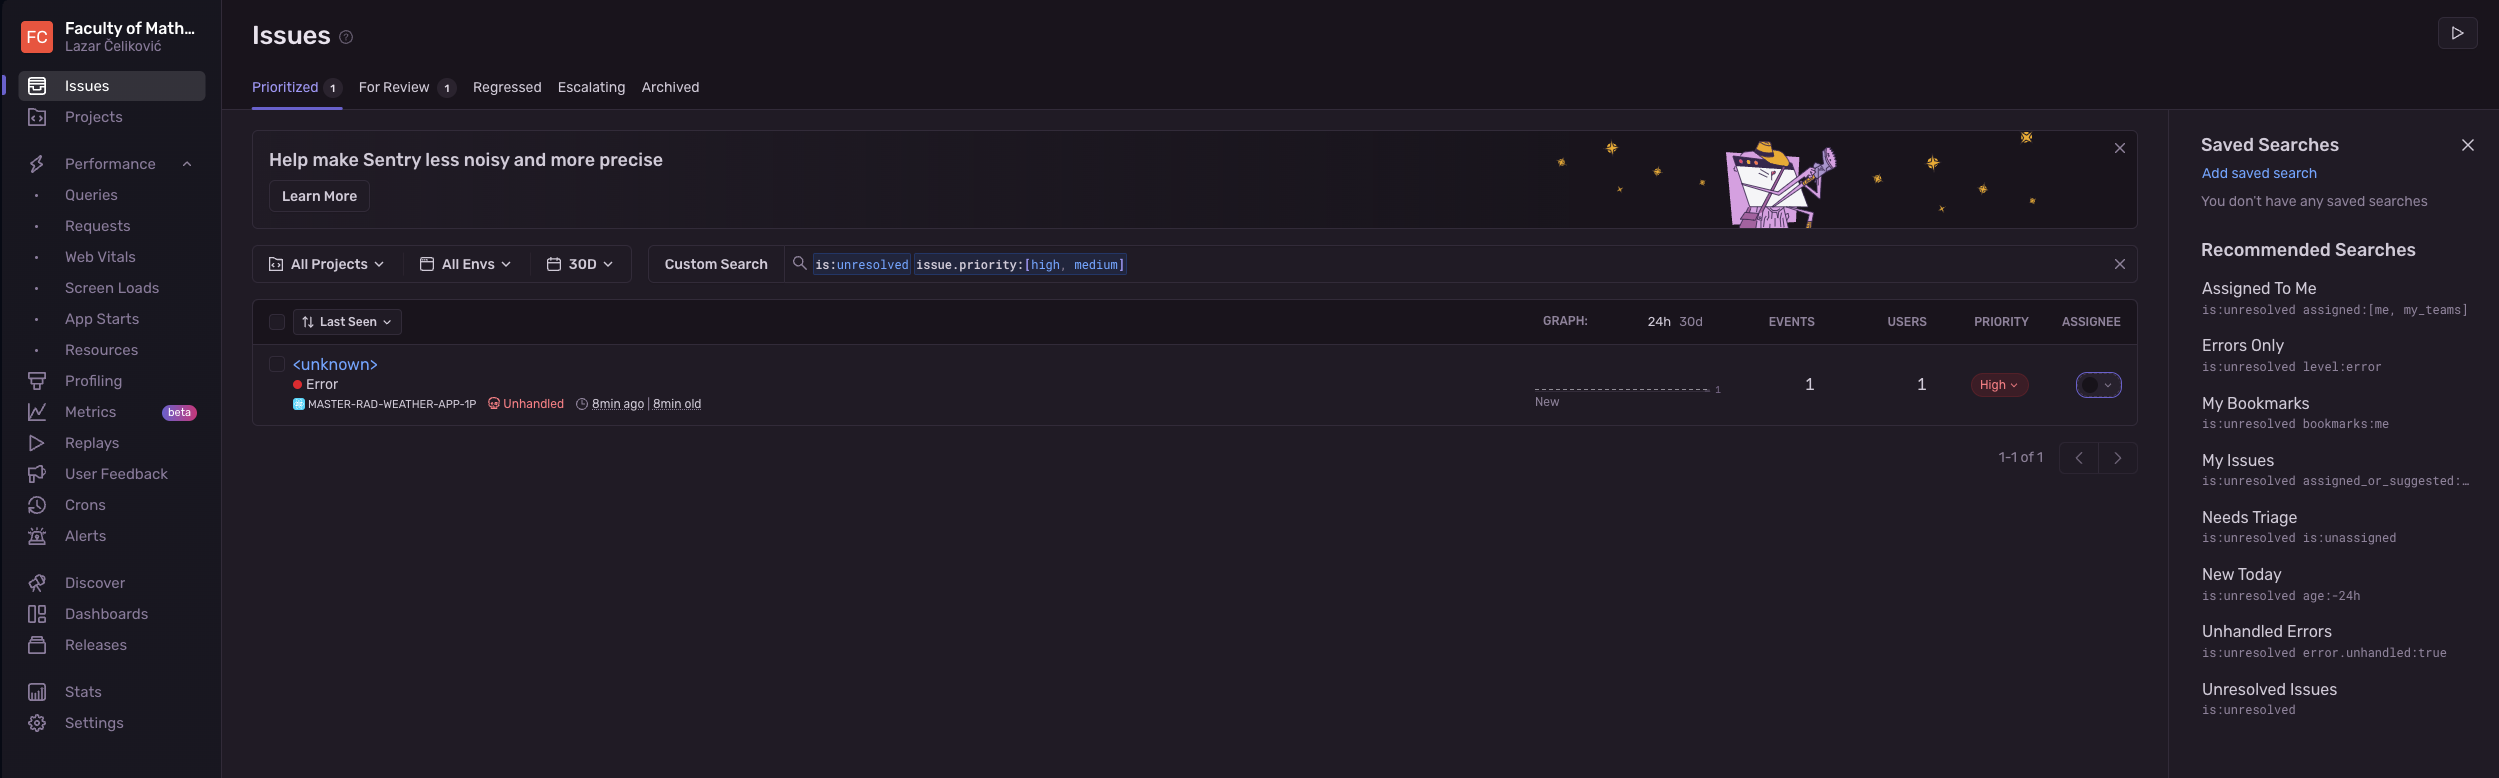 FC
Faculty of Math...
Lazar Čeliković
Issues
Projects
Performance
Queries
Requests
Web Vitals
Screen Loads
App Starts
Resources
Profiling
Metrics beta
Replays
User Feedback
Crons
Alerts
Discover
Dashboards
Releases
Stats
Settings
Issues
Prioritized 1 For Review 1 Regressed Escalating Archived
Help make Sentry less noisy and more precise
Learn More
All Projects All Envs 30D Custom Search is:unresolved issue.priority:[high, medium]
Last Seen GRAPH: 24h 30d EVENTS USERS PRIORITY ASSIGNEE
<unknown>
Error
MASTER-RAD-WEATHER-APP-1P Unhandled 8min ago | 8min old
1
New
1 1 High
1-1 of 1
Saved Searches
Add saved search
You don't have any saved searches
Recommended Searches
Assigned To Me
is:unresolved assigned:[me, my_teams]
Errors Only
is:unresolved level:error
My Bookmarks
is:unresolved bookmarks:me
My Issues
is:unresolved assigned_or_suggested:...
Needs Triage
is:unresolved is:unassigned
New Today
is:unresolved age:-24h
Unhandled Errors
is:unresolved error.unhandled:true
Unresolved Issues
is:unresolved